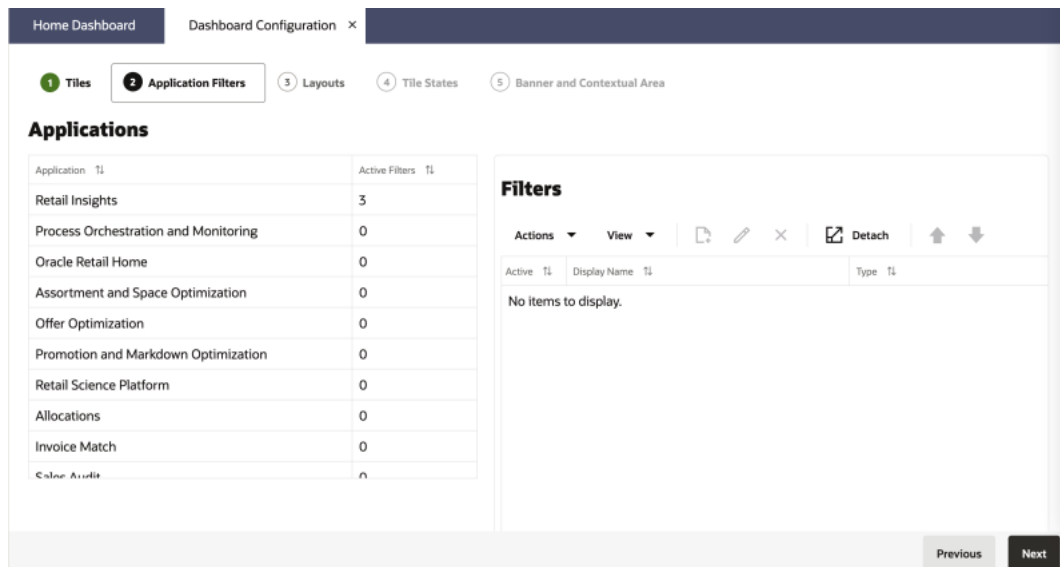 Home Dashboard Dashboard Configuration ×
1 Tiles 2 Application Filters 3 Layouts 4 Tile States 5 Banner and Contextual Area
Applications
Application Active Filters
Retail Insights 3
Process Orchestration and Monitoring 0
Oracle Retail Home 0
Assortment and Space Optimization 0
Offer Optimization 0
Promotion and Markdown Optimization 0
Retail Science Platform 0
Allocations 0
Invoice Match 0
Sales Audit 0
Filters
Actions View Detach
Active Display Name Type
No items to display.
Previous Next